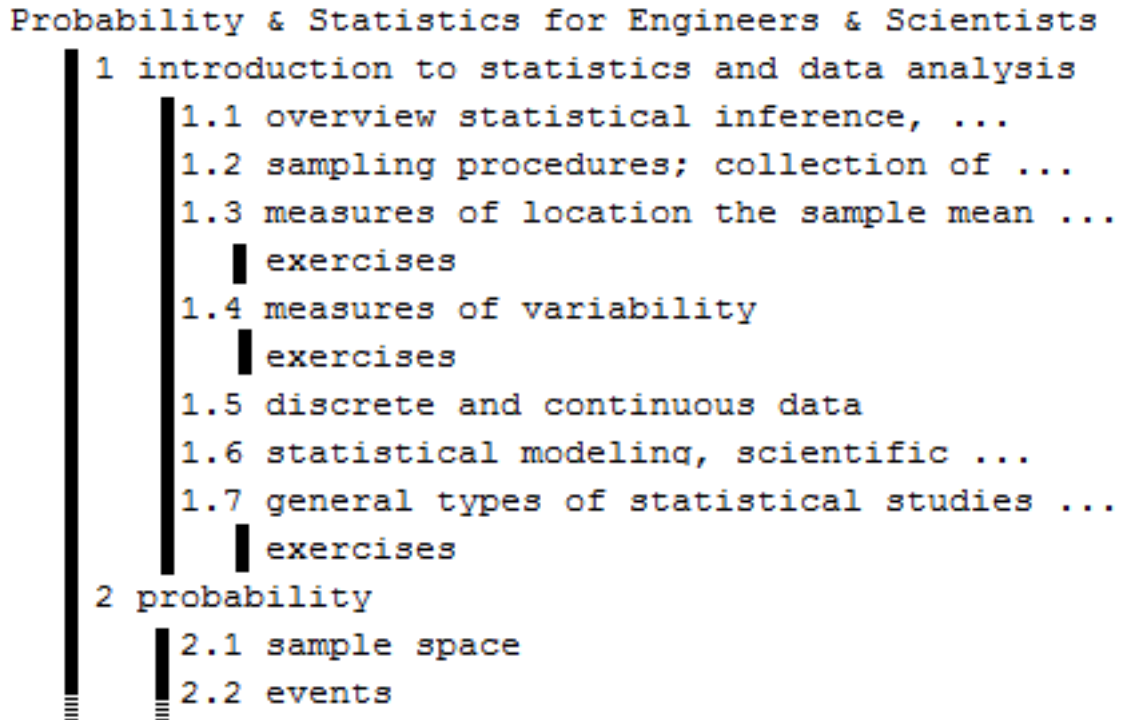 Probability & Statistics for Engineers & Scientists
1 introduction to statistics and data analysis
1.1 overview statistical inference, ...
1.2 sampling procedures; collection of ...
1.3 measures of location the sample mean ...
exercises
1.4 measures of variability
exercises
1.5 discrete and continuous data
1.6 statistical modeling, scientific ...
1.7 general types of statistical studies ...
exercises
2 probability
2.1 sample space
2.2 events